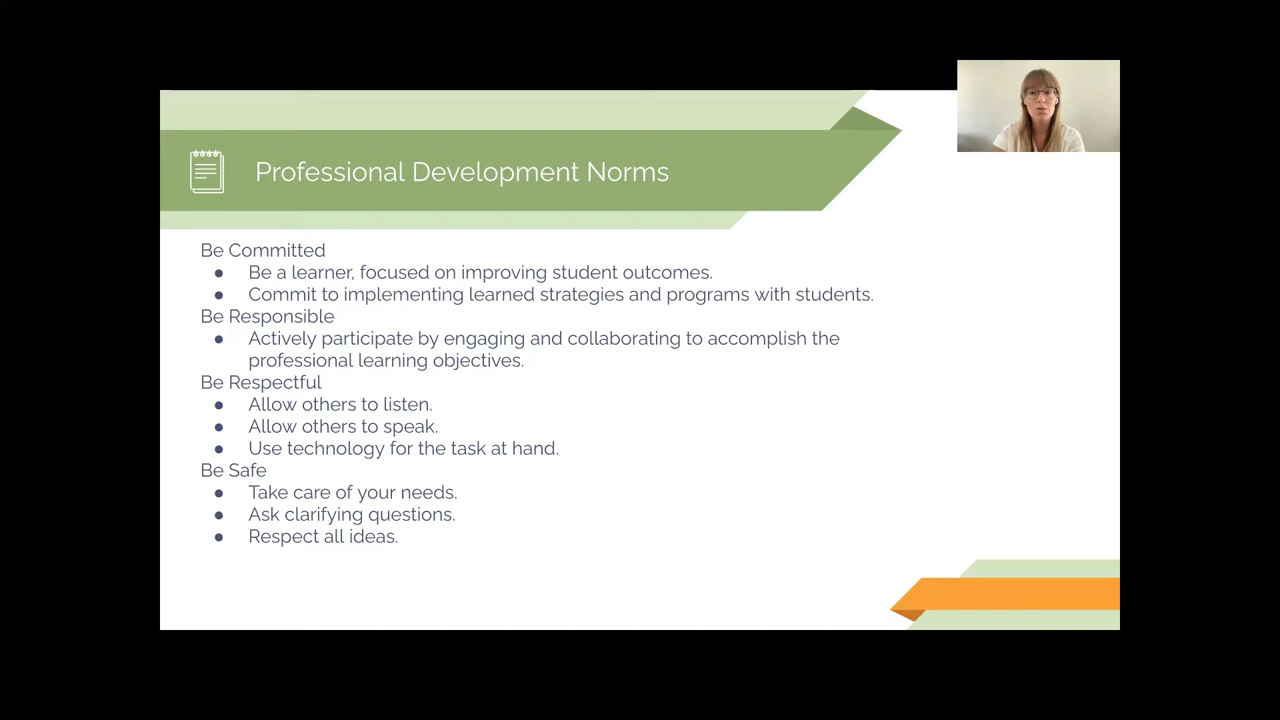 Professional Development Norms
Be Committed
● Be a learner, focused on improving student outcomes.
● Commit to implementing learned strategies and programs with students.
Be Responsible
● Actively participate by engaging and collaborating to accomplish the
professional learning objectives.
Be Respectful
● Allow others to listen.
● Allow others to speak.
● Use technology for the task at hand.
Be Safe
● Take care of your needs.
● Ask clarifying questions.
● Respect all ideas.